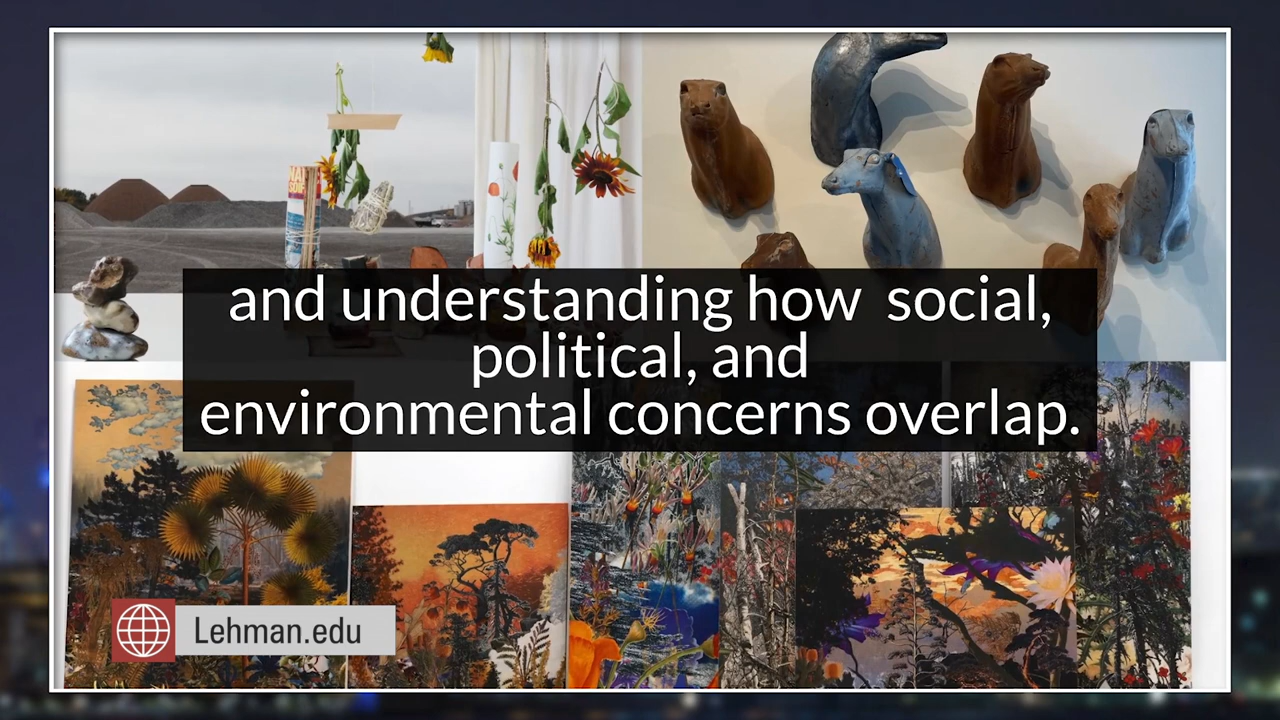 and understanding how  social,
political, and
environmental concerns overlap.
Lehman.edu